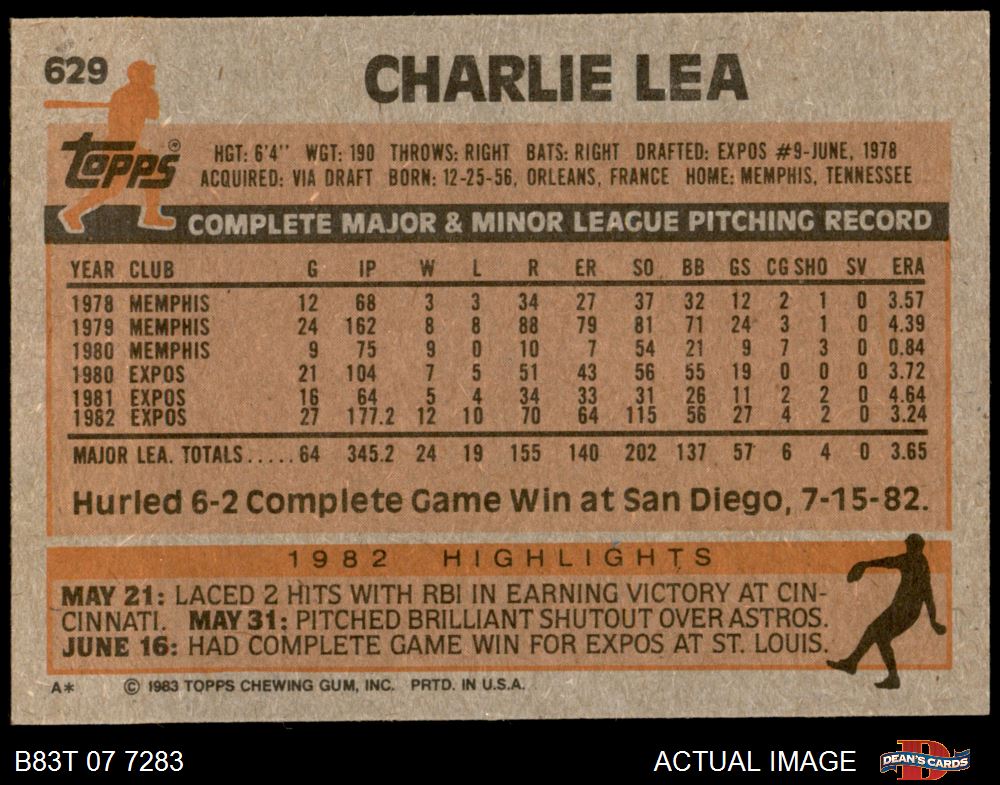 629
CHARLIE LEA
topps®
HGT: 6'4" WGT: 190 THROWS: RIGHT BATS: RIGHT DRAFTED: EXPOS #9-JUNE, 1978
ACQUIRED: VIA DRAFT BORN: 12-25-56, ORLEANS, FRANCE HOME: MEMPHIS, TENNESSEE
COMPLETE MAJOR & MINOR LEAGUE PITCHING RECORD
YEAR CLUB G IP W L R ER SO BB GS CG SHO SV ERA
1978 MEMPHIS 12 68 3 3 34 27 37 32 12 2 1 0 3.57
1979 MEMPHIS 24 162 8 8 88 79 81 71 24 3 1 0 4.39
1980 MEMPHIS 9 75 9 0 10 7 54 21 9 7 3 0 0.84
1980 EXPOS 21 104 7 5 51 43 56 55 19 0 0 0 3.72
1981 EXPOS 16 64 5 4 34 33 31 26 11 2 2 0 4.64
1982 EXPOS 27 177.2 12 10 70 64 115 56 27 4 2 0 3.24
MAJOR LEA. TOTALS..... 64 345.2 24 19 155 140 202 137 57 6 4 0 3.65
Hurled 6-2 Complete Game Win at San Diego, 7-15-82.
1982 HIGHLIGHTS
MAY 21: LACED 2 HITS WITH RBI IN EARNING VICTORY AT CIN-
CINNATI. MAY 31: PITCHED BRILLIANT SHUTOUT OVER ASTROS.
JUNE 16: HAD COMPLETE GAME WIN FOR EXPOS AT ST. LOUIS.
A* © 1983 TOPPS CHEWING GUM, INC. PRTD. IN U.S.A.
B83T 07 7283
ACTUAL IMAGE
D
DEAN'S CARDS